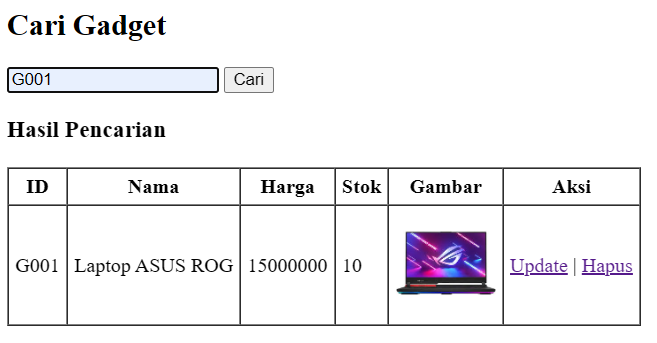 Cari Gadget
G001 Cari
Hasil Pencarian
ID Nama Harga Stok Gambar Aksi
G001 Laptop ASUS ROG 15000000 10 Update | Hapus